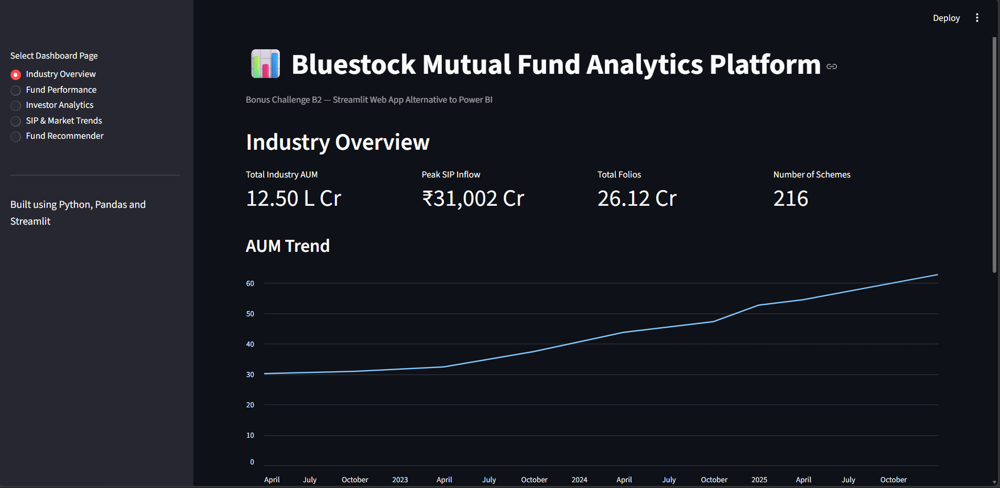 Deploy
Select Dashboard Page
Industry Overview
Fund Performance
Investor Analytics
SIP & Market Trends
Fund Recommender
Built using Python, Pandas and
Streamlit
Bluestock Mutual Fund Analytics Platform
Bonus Challenge B2 — Streamlit Web App Alternative to Power BI
Industry Overview
Total Industry AUM
12.50 L Cr
Peak SIP Inflow
₹31,002 Cr
Total Folios
26.12 Cr
Number of Schemes
216
AUM Trend
60
50
40
30
20
10
0
April July October 2023 April July October 2024 April July October 2025 April July October